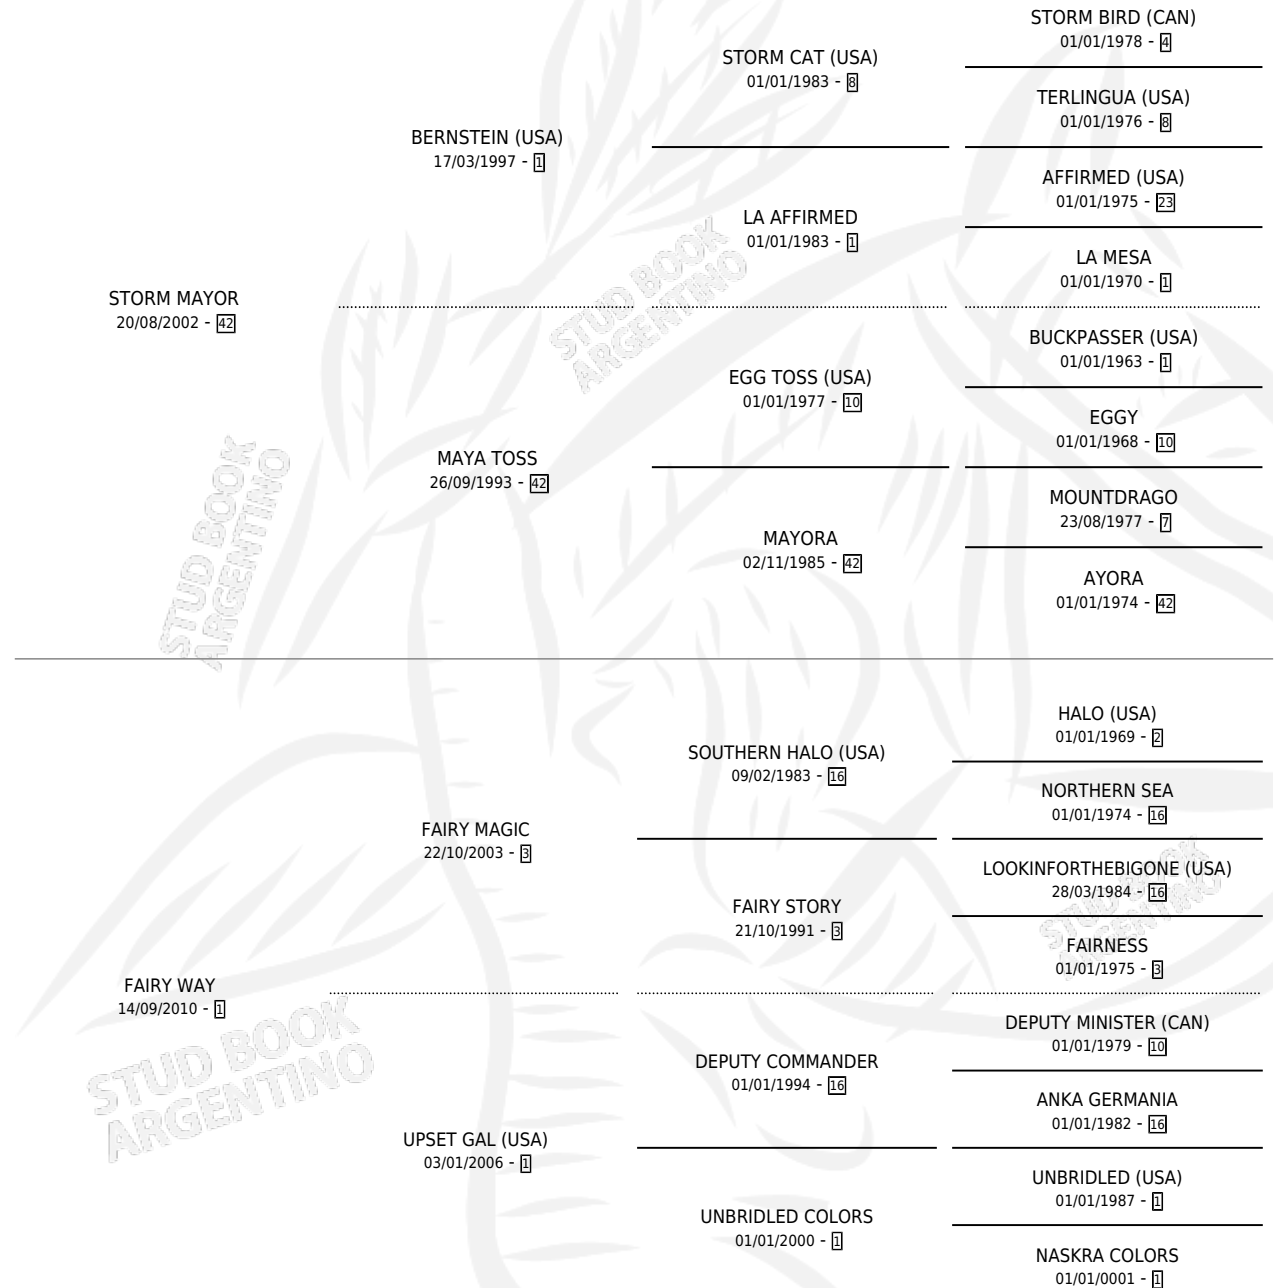 STORM BIRD (CAN)
01/01/1978 - 4
STORM CAT (USA)
01/01/1983 - 8
TERLINGUA (USA)
01/01/1976 - 8
BERNSTEIN (USA)
17/03/1997 - 1
AFFIRMED (USA)
01/01/1975 - 23
LA AFFIRMED
01/01/1983 - 1
LA MESA
01/01/1970 - 1
STORM MAYOR
20/08/2002 - 42
BUCKPASSER (USA)
01/01/1963 - 1
EGG TOSS (USA)
01/01/1977 - 10
EGGY
01/01/1968 - 10
MAYA TOSS
26/09/1993 - 42
MOUNTDRAGO
23/08/1977 - 7
MAYORA
02/11/1985 - 42
AYORA
01/01/1974 - 42
HALO (USA)
01/01/1969 - 2
SOUTHERN HALO (USA)
09/02/1983 - 16
NORTHERN SEA
01/01/1974 - 16
FAIRY MAGIC
22/10/2003 - 3
LOOKINFORTHEBIGONE (USA)
28/03/1984 - 16
FAIRY STORY
21/10/1991 - 3
FAIRNESS
01/01/1975 - 3
FAIRY WAY
14/09/2010 - 1
DEPUTY MINISTER (CAN)
01/01/1979 - 10
DEPUTY COMMANDER
01/01/1994 - 16
ANKA GERMANIA
01/01/1982 - 16
UPSET GAL (USA)
03/01/2006 - 1
UNBRIDLED (USA)
01/01/1987 - 1
UNBRIDLED COLORS
01/01/2000 - 1
NASKRA COLORS
01/01/0001 - 1
STUD BOOK
ARGENTINO
STUD BOOK
ARGENTINO
STUD BOOK
ARGENTINO
STUD BOOK
ARGENTINO